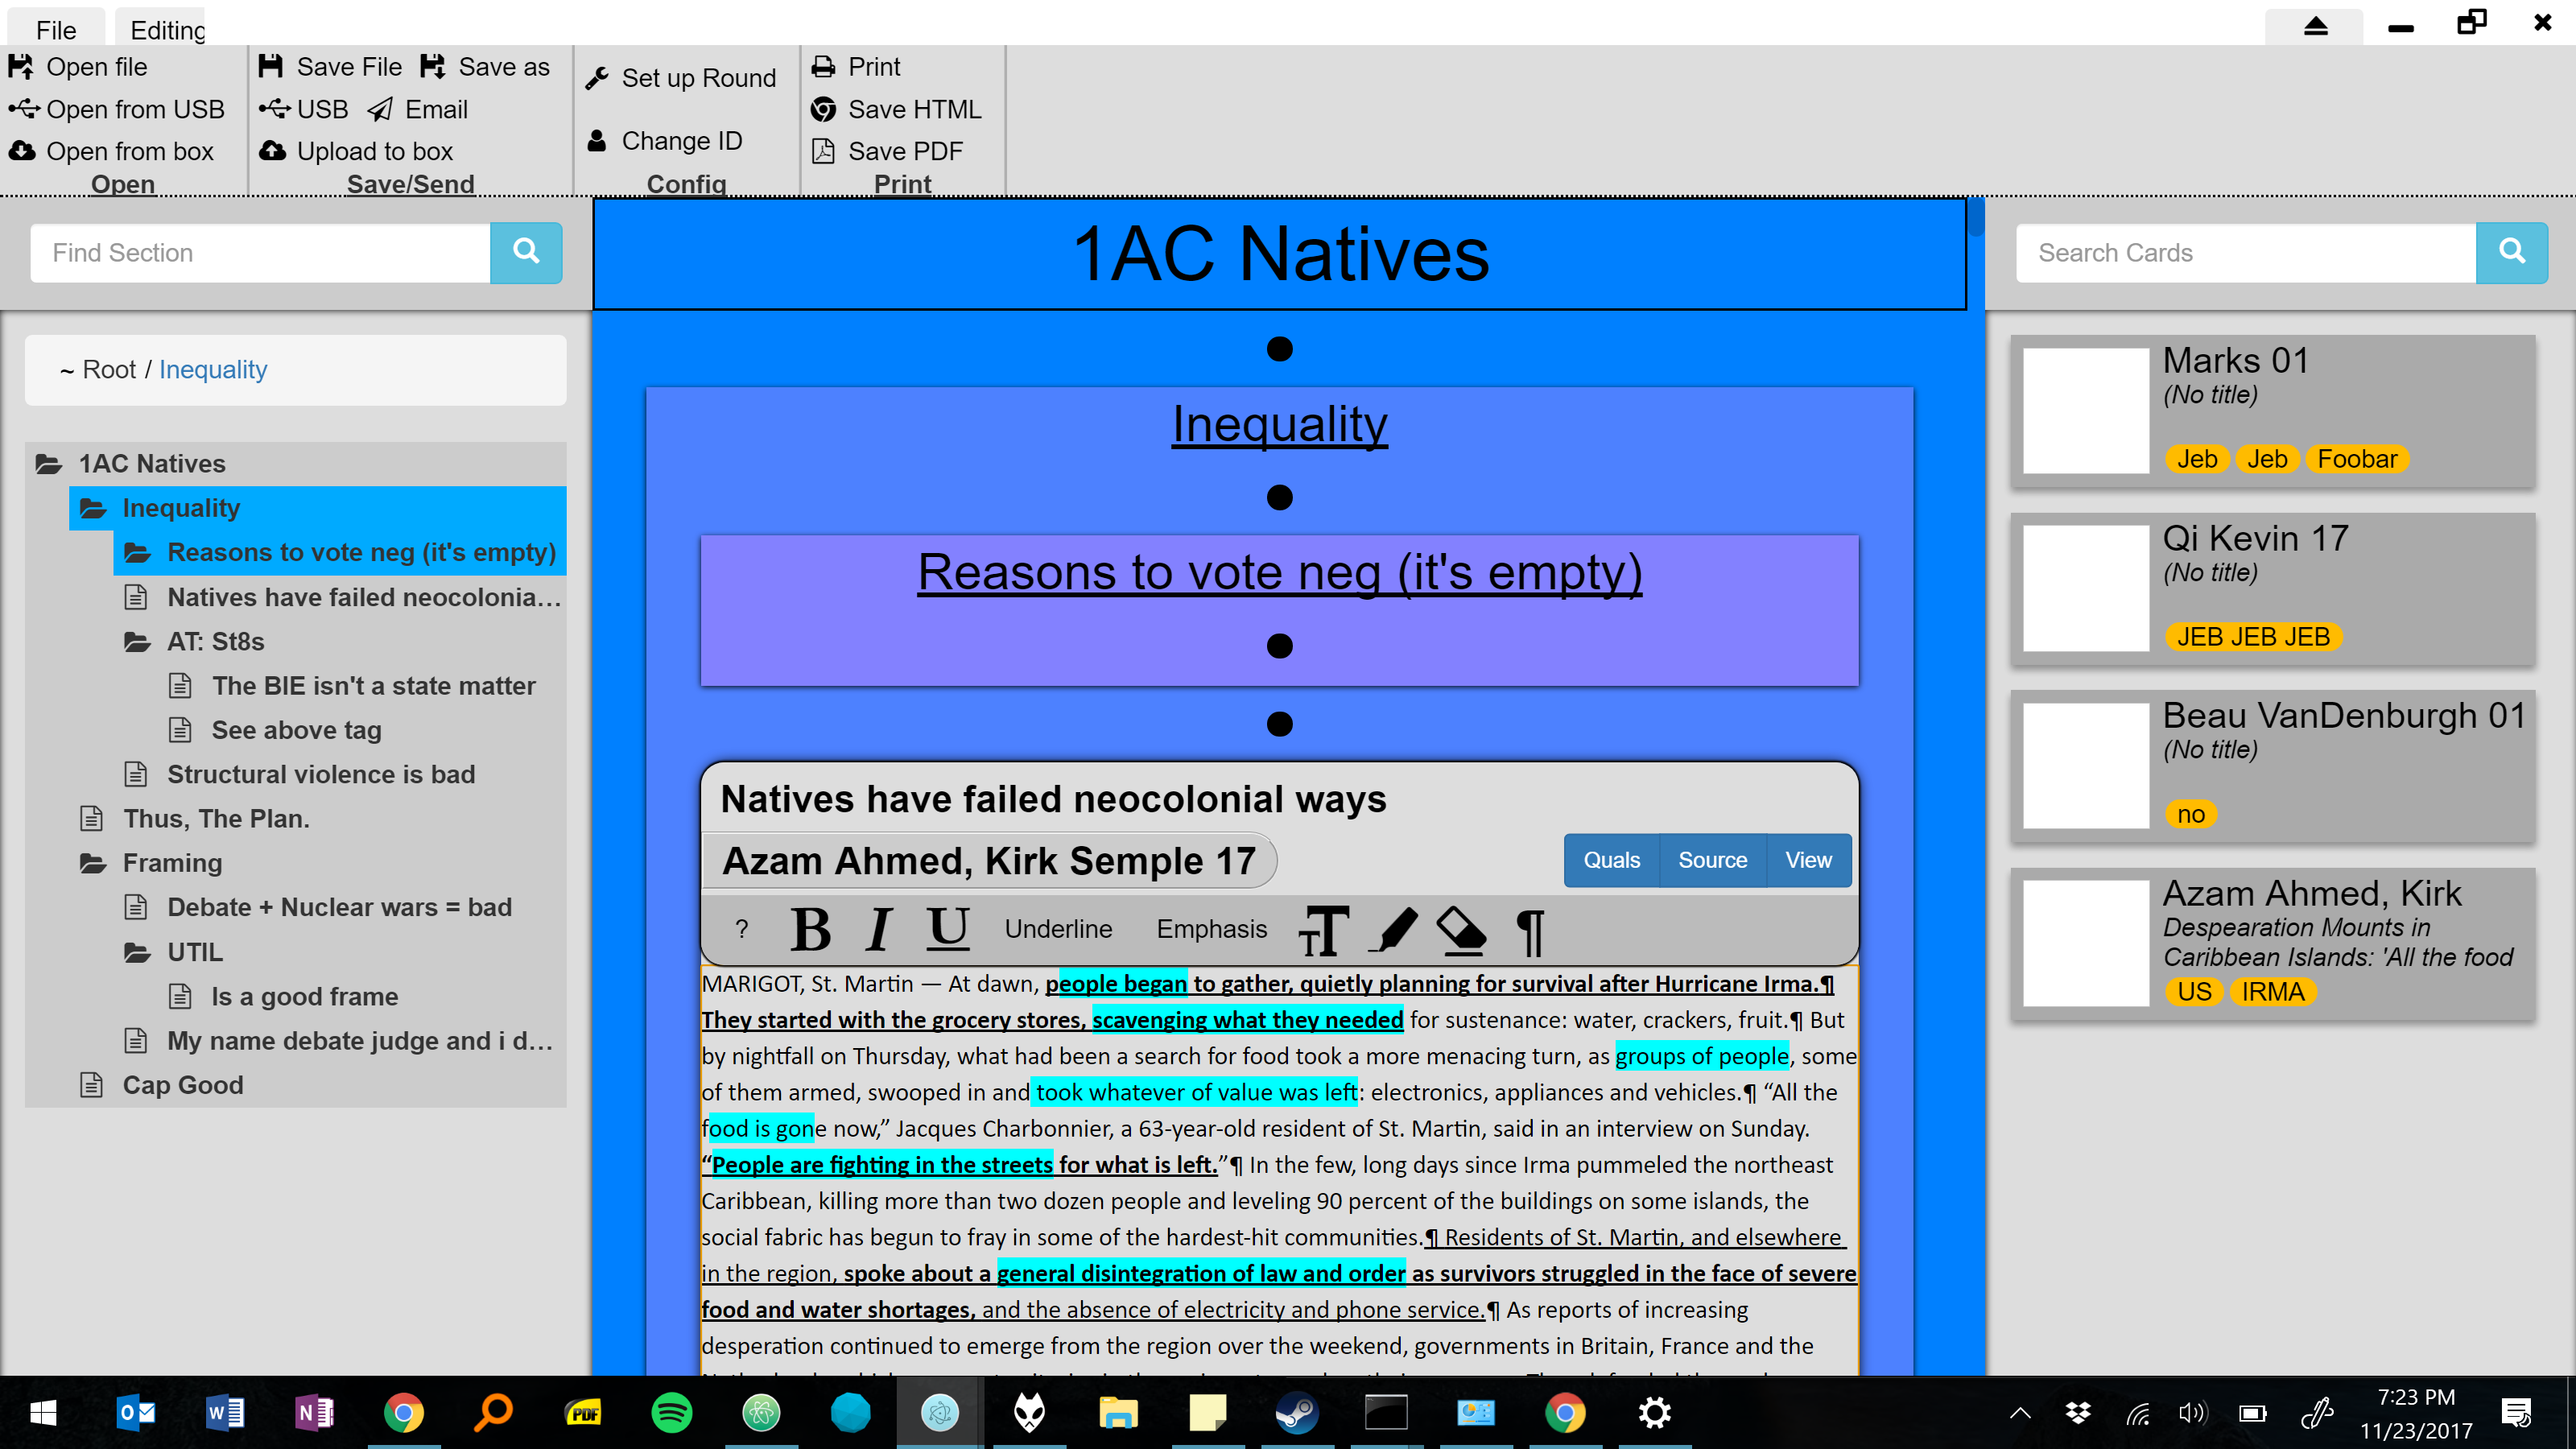 File
Editing
Open file
Open from USB
Open from box
Open
Save File Save as
USB Email
Upload to box
Save/Send
Set up Round
Change ID
Config
Print
Save HTML
Save PDF
Print
Find Section
~ Root / Inequality
1AC Natives
Inequality
Reasons to vote neg (it's empty)
Natives have failed neocolonia...
AT: St8s
The BIE isn't a state matter
See above tag
Structural violence is bad
Thus, The Plan.
Framing
Debate + Nuclear wars = bad
UTIL
Is a good frame
My name debate judge and i d...
Cap Good
1AC Natives
Inequality
Reasons to vote neg (it's empty)
Natives have failed neocolonial ways
Azam Ahmed, Kirk Semple 17
Quals Source View
? B I U Underline Emphasis TT ¶
MARIGOT, St. Martin — At dawn, people began to gather, quietly planning for survival after Hurricane Irma.¶
They started with the grocery stores, scavenging what they needed for sustenance: water, crackers, fruit.¶ But
by nightfall on Thursday, what had been a search for food took a more menacing turn, as groups of people, some
of them armed, swooped in and took whatever of value was left: electronics, appliances and vehicles.¶ “All the
food is gone now,” Jacques Charbonnier, a 63-year-old resident of St. Martin, said in an interview on Sunday.
“People are fighting in the streets for what is left.”¶ In the few, long days since Irma pummeled the northeast
Caribbean, killing more than two dozen people and leveling 90 percent of the buildings on some islands, the
social fabric has begun to fray in some of the hardest-hit communities.¶ Residents of St. Martin, and elsewhere
in the region, spoke about a general disintegration of law and order as survivors struggled in the face of severe
food and water shortages, and the absence of electricity and phone service.¶ As reports of increasing
desperation continued to emerge from the region over the weekend, governments in Britain, France and the
Search Cards
Marks 01
(No title)
Jeb Jeb Foobar
Qi Kevin 17
(No title)
JEB JEB JEB
Beau VanDenburgh 01
(No title)
no
Azam Ahmed, Kirk
Despearation Mounts in
Caribbean Islands: 'All the food
US IRMA
PDF
7:23 PM
11/23/2017